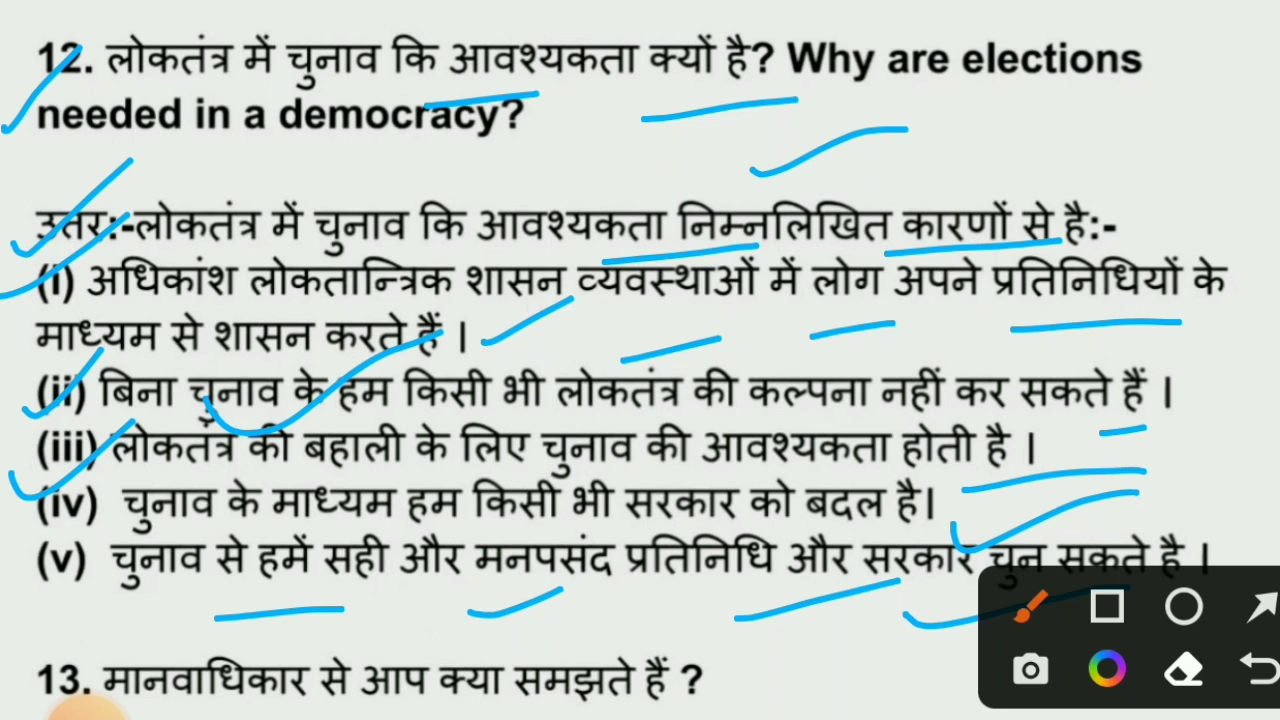 12. लोकतंत्र में चुनाव कि आवश्यकता क्यों है? Why are elections
needed in a democracy?
उत्तर:-लोकतंत्र में चुनाव कि आवश्यकता निम्नलिखित कारणों से है:-
(i) अधिकांश लोकतान्त्रिक शासन व्यवस्थाओं में लोग अपने प्रतिनिधियों के
माध्यम से शासन करते हैं ।
(ii) बिना चुनाव के हम किसी भी लोकतंत्र की कल्पना नहीं कर सकते हैं ।
(iii) लोकतंत्र की बहाली के लिए चुनाव की आवश्यकता होती है ।
(iv) चुनाव के माध्यम हम किसी भी सरकार को बदल है।
(v) चुनाव से हमें सही और मनपसंद प्रतिनिधि और सरकार चुन सकते है ।
13. मानवाधिकार से आप क्या समझते हैं ?